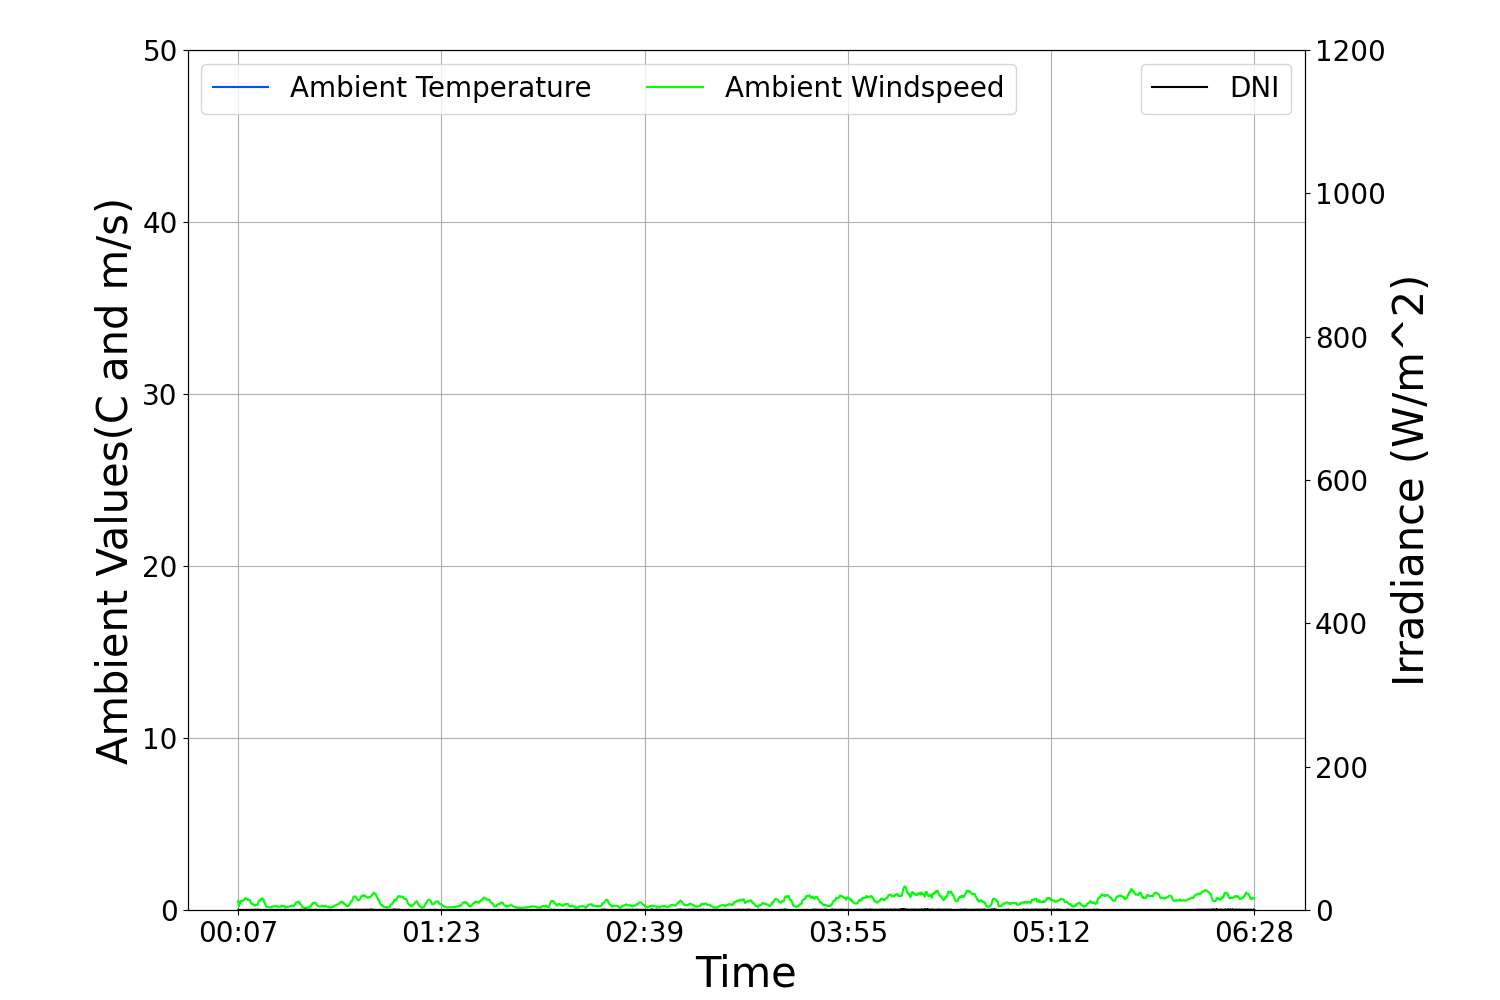 Ambient Temperature
Ambient Windspeed
DNI
Ambient Values(C and m/s)
50
40
30
20
10
0
1200
1000
800
600
400
200
0
Irradiance (W/m^2)
00:07 01:23 02:39 03:55 05:12 06:28
Time